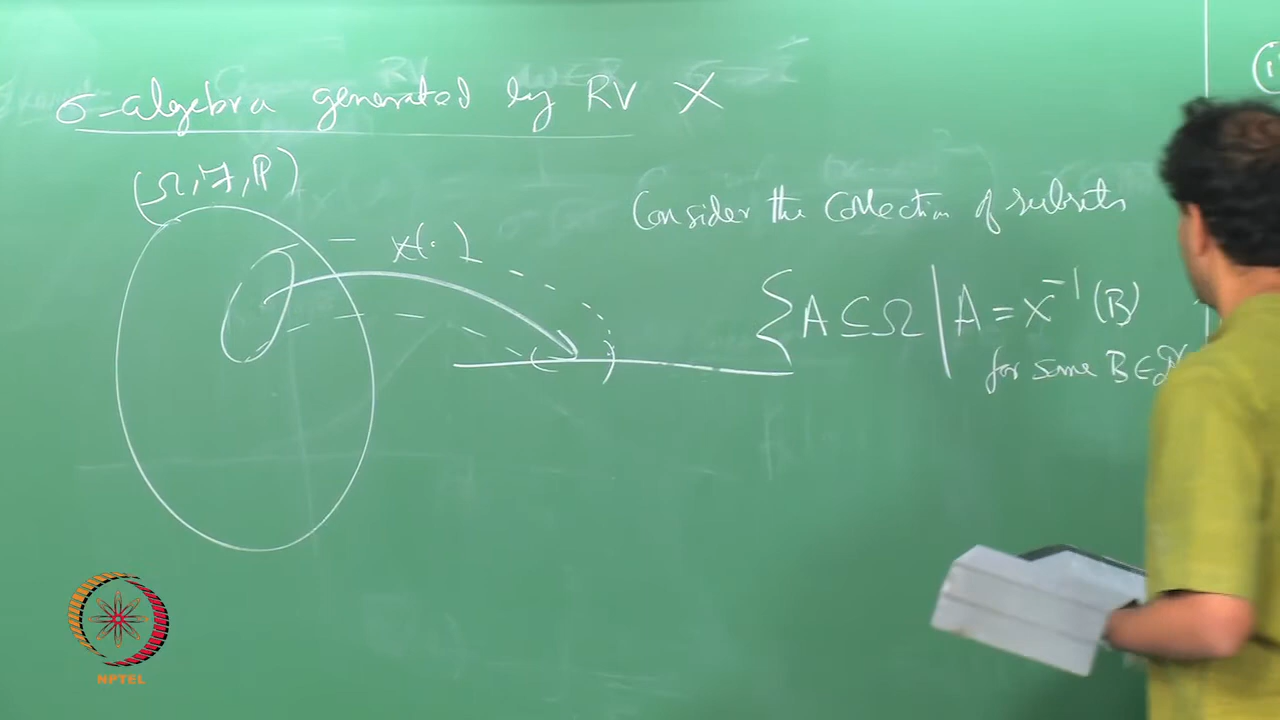 σ-algebra generated by RV X
(Ω, ℱ, ℙ)
X(·)
Consider the collection of subsets
{A ⊆ Ω | A = X⁻¹(B)
for some B ∈
(i
NPTEL